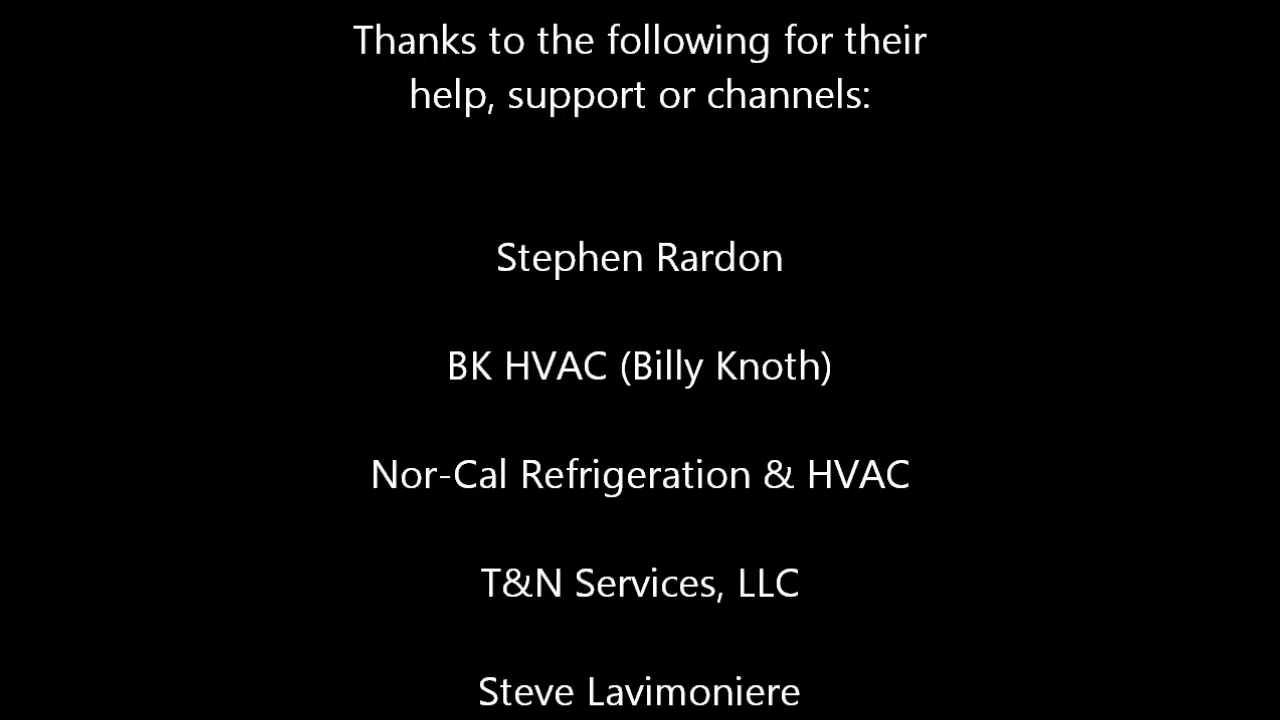 Thanks to the following for their
help, support or channels:
Stephen Rardon
BK HVAC (Billy Knoth)
Nor-Cal Refrigeration & HVAC
T&N Services, LLC
Steve Lavimoniere